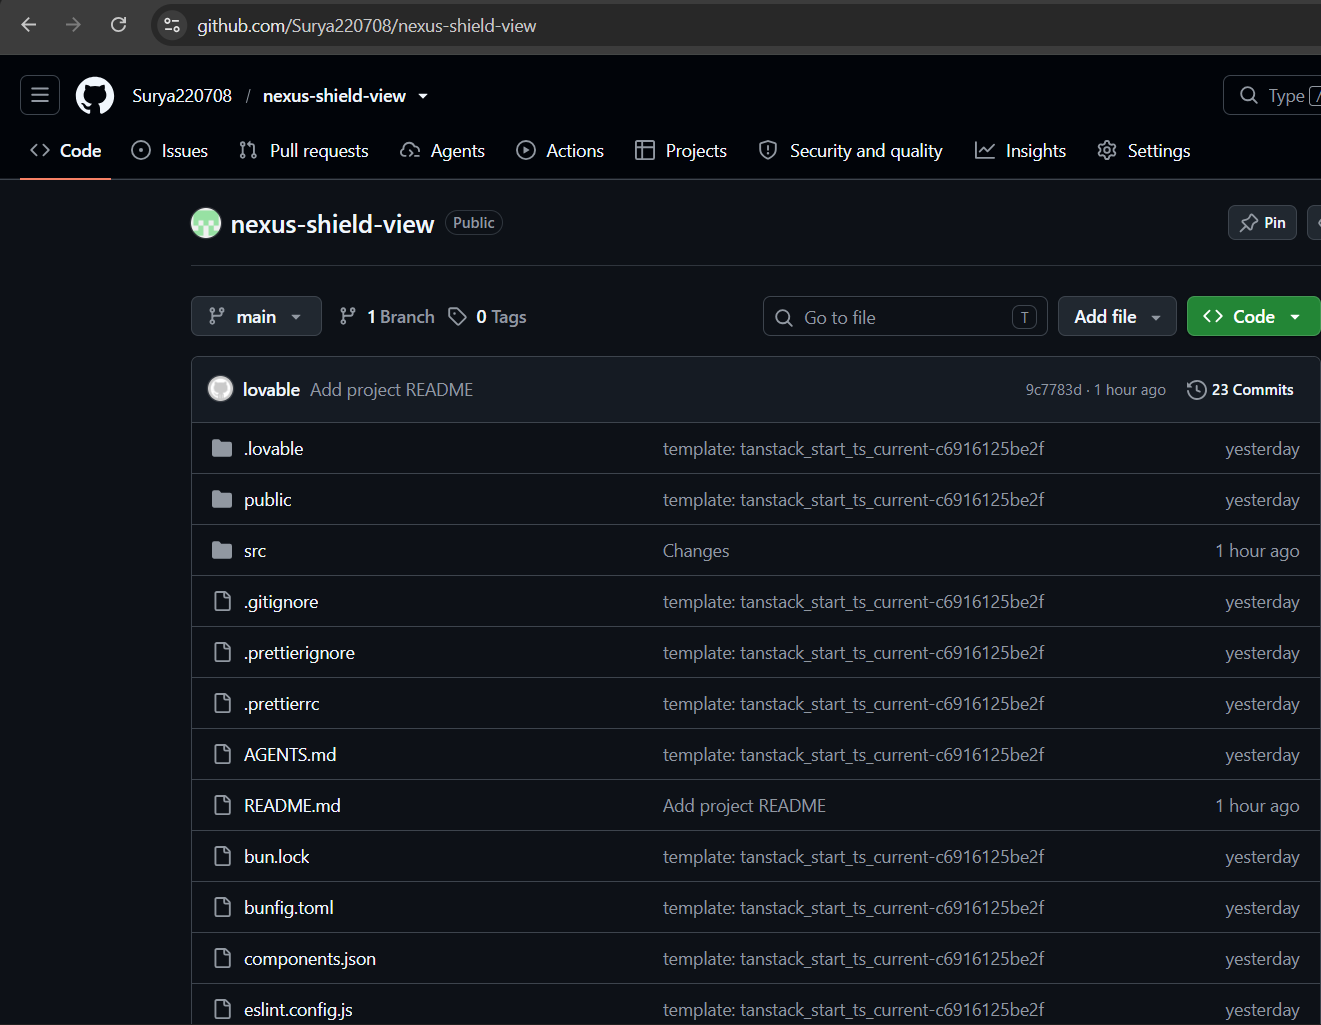 github.com/Surya220708/nexus-shield-view
Surya220708 / nexus-shield-view
Type /
Code Issues Pull requests Agents Actions Projects Security and quality Insights Settings
nexus-shield-view Public
Pin
main 1 Branch 0 Tags Go to file T Add file Code
lovable Add project README 9c7783d · 1 hour ago 23 Commits
.lovable template: tanstack_start_ts_current-c6916125be2f yesterday
public template: tanstack_start_ts_current-c6916125be2f yesterday
src Changes 1 hour ago
.gitignore template: tanstack_start_ts_current-c6916125be2f yesterday
.prettierignore template: tanstack_start_ts_current-c6916125be2f yesterday
.prettierrc template: tanstack_start_ts_current-c6916125be2f yesterday
AGENTS.md template: tanstack_start_ts_current-c6916125be2f yesterday
README.md Add project README 1 hour ago
bun.lock template: tanstack_start_ts_current-c6916125be2f yesterday
bunfig.toml template: tanstack_start_ts_current-c6916125be2f yesterday
components.json template: tanstack_start_ts_current-c6916125be2f yesterday
eslint.config.js template: tanstack_start_ts_current-c6916125be2f yesterday